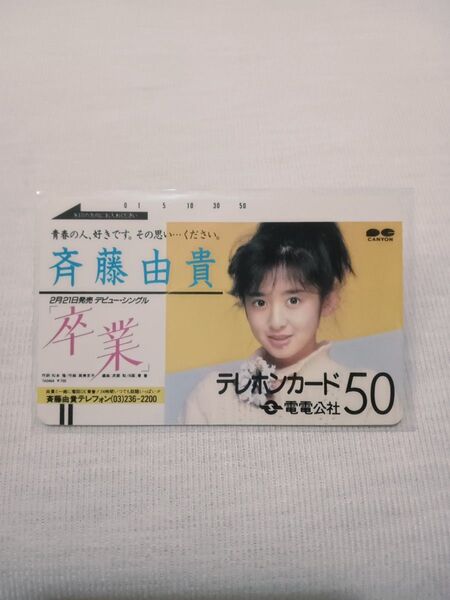 0 1 5 10 30 50
青春の人、好きです。その思い…ください。
斉藤由貴
2月21日発売 デビュー・シングル
「卒業」
CANYON
テレホンカード50
電電公社
斉藤由貴テレフォン(03)236-2200